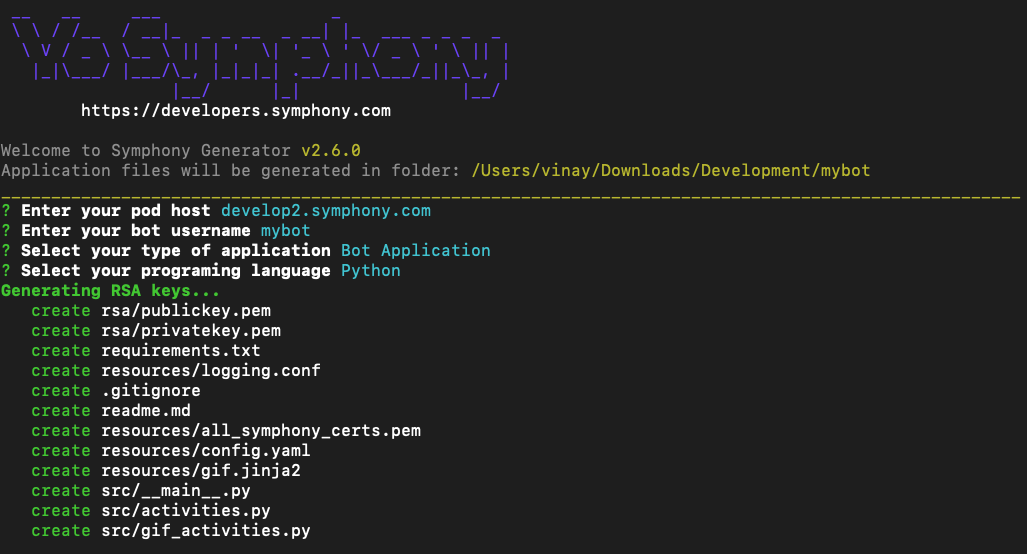 Yo Symphony
https://developers.symphony.com
Welcome to Symphony Generator v2.6.0
Application files will be generated in folder: /Users/vinay/Downloads/Development/mybot
? Enter your pod host develop2.symphony.com
? Enter your bot username mybot
? Select your type of application Bot Application
? Select your programing language Python
Generating RSA keys...
create rsa/publickey.pem
create rsa/privatekey.pem
create requirements.txt
create resources/logging.conf
create .gitignore
create readme.md
create resources/all_symphony_certs.pem
create resources/config.yaml
create resources/gif.jinja2
create src/__main__.py
create src/activities.py
create src/gif_activities.py